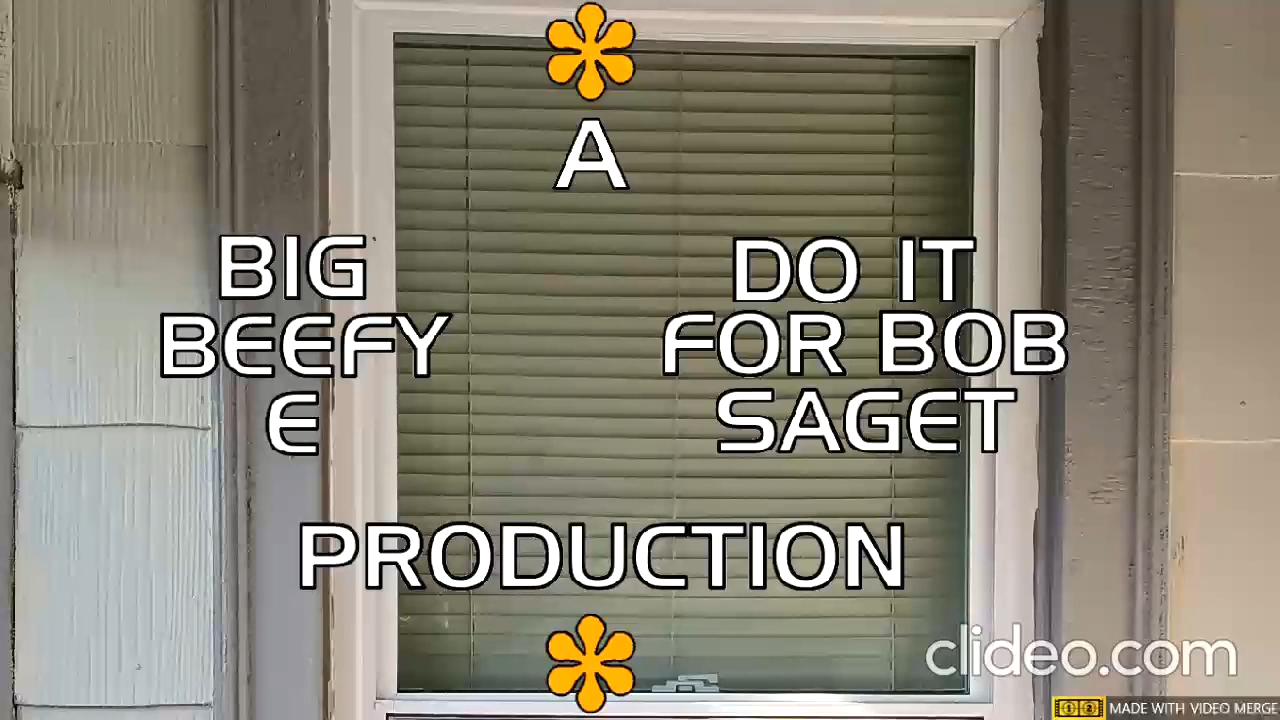 A
BIG
BEEFY
E
DO IT
FOR BOB
SAGET
PRODUCTION
clideo.com
MADE WITH VIDEO MERGE